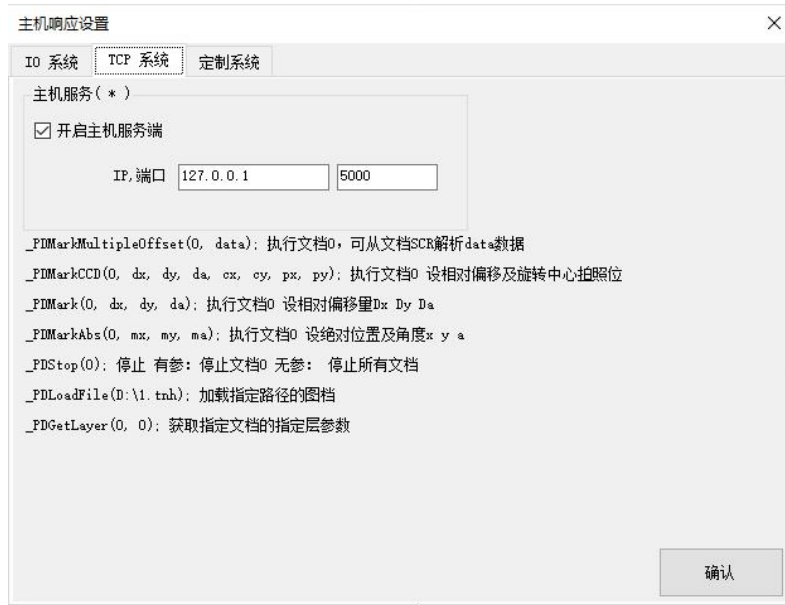 主机响应设置
IO 系统 TCP 系统 定制系统
主机服务( * )
开启主机服务端
IP,端口 127.0.0.1 5000
_PDMarkMultipleOffset(0, data); 执行文档0，可从文档SCR解析data数据
_PDMarkCCD(0, dx, dy, da, cx, cy, px, py); 执行文档0 设相对偏移及旋转中心拍照位
_PDMark(0, dx, dy, da); 执行文档0 设相对偏移量Dx Dy Da
_PDMarkAbs(0, mx, my, ma); 执行文档0 设绝对位置及角度x y a
_PDStop(0); 停止 有参: 停止文档0 无参: 停止所有文档
_PDLoadFile(D:\1.tnh); 加载指定路径的图档
_PDGetLayer(0, 0); 获取指定文档的指定层参数
确认